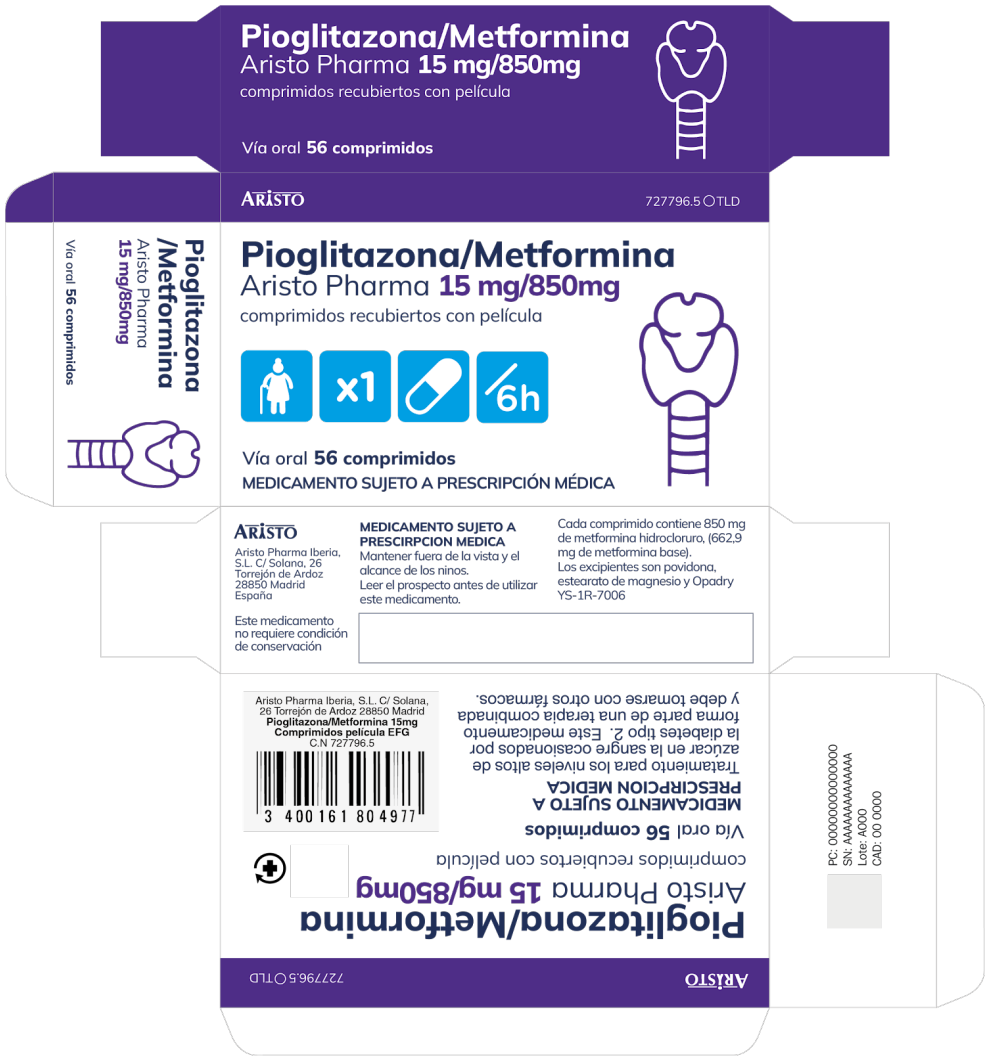 Pioglitazona/Metformina
Aristo Pharma 15 mg/850mg
comprimidos recubiertos con película
Vía oral 56 comprimidos
ARISTO
727796.5 O TLD
Pioglitazona
/Metformina
Aristo Pharma
15 mg/850mg
Vía oral 56 comprimidos
Pioglitazona/Metformina
Aristo Pharma 15 mg/850mg
comprimidos recubiertos con película
x1
/6h
Vía oral 56 comprimidos
MEDICAMENTO SUJETO A PRESCRIPCIÓN MÉDICA
ARISTO
Aristo Pharma Iberia,
S.L. C/ Solana, 26
Torrejón de Ardoz
28850 Madrid
España
Este medicamento
no requiere condición
de conservación
MEDICAMENTO SUJETO A
PRESCIRPCION MEDICA
Mantener fuera de la vista y el
alcance de los ninos.
Leer el prospecto antes de utilizar
este medicamento.
Cada comprimido contiene 850 mg
de metformina hidrocloruro, (662,9
mg de metformina base).
Los excipientes son povidona,
estearato de magnesio y Opadry
YS-1R-7006
Aristo Pharma Iberia, S.L. C/ Solana,
26 Torrejón de Ardoz 28850 Madrid
Pioglitazona/Metformina 15mg
Comprimidos película EFG
C.N 727796.5
3 400161 804977
ARISTO
727796.5 O TLD
Pioglitazona/Metformina
Aristo Pharma 15 mg/850mg
comprimidos recubiertos con película
Vía oral 56 comprimidos
MEDICAMENTO SUJETO A
PRESCIRPCION MEDICA
Tratamiento para los niveles altos de
azúcar en la sangre ocasionados por
la diabetes tipo 2. Este medicamento
forma parte de una terapia combinada
y debe tomarse con otros fármacos.
PC: 00000000000000
SN: AAAAAAAAAAAAA
Lote: A000
CAD: 00 0000